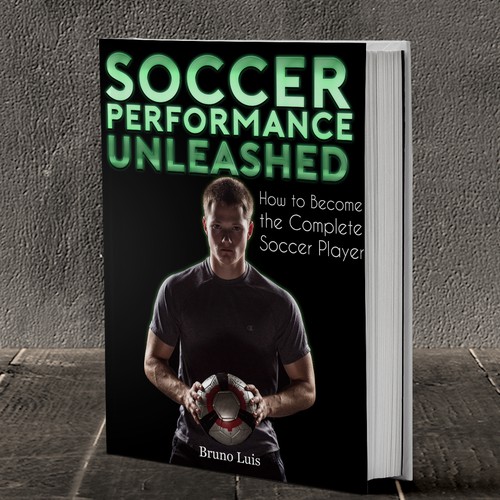 SOCCER
PERFORMANCE
UNLEASHED
How to Become
the Complete
Soccer Player
Bruno Luis